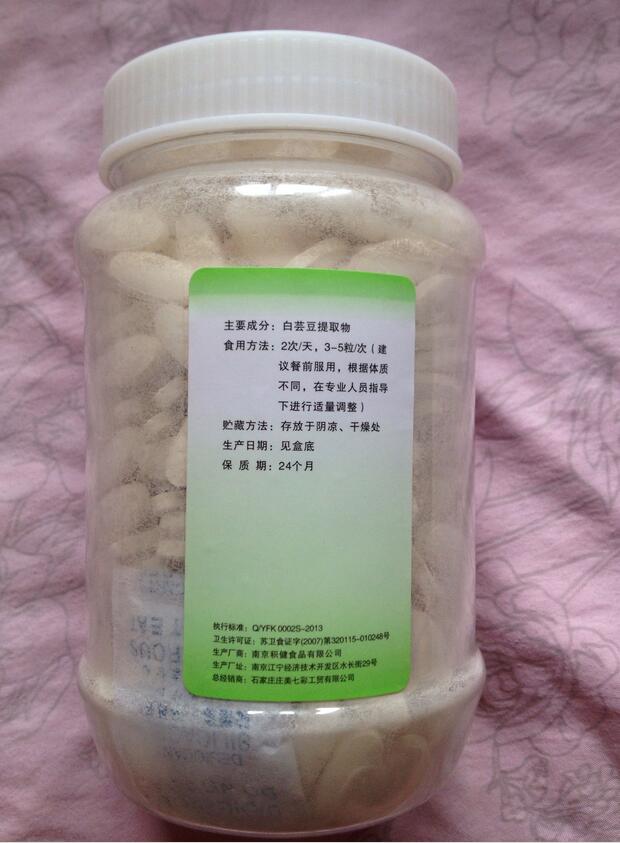 主要成分：白芸豆提取物
食用方法：2次/天，3-5粒/次（建
议餐前服用，根据体质
不同，在专业人员指导
下进行适量调整）
贮藏方法：存放于阴凉、干燥处
生产日期：见盒底
保 质 期：24个月
执行标准：Q/YFK 0002S-2013
卫生许可证：苏卫食证字(2007)第320115-010248号
生产厂商：南京积健食品有限公司
生产厂址：南京江宁经济技术开发区水长街29号
总经销商：石家庄庄美七彩工贸有限公司